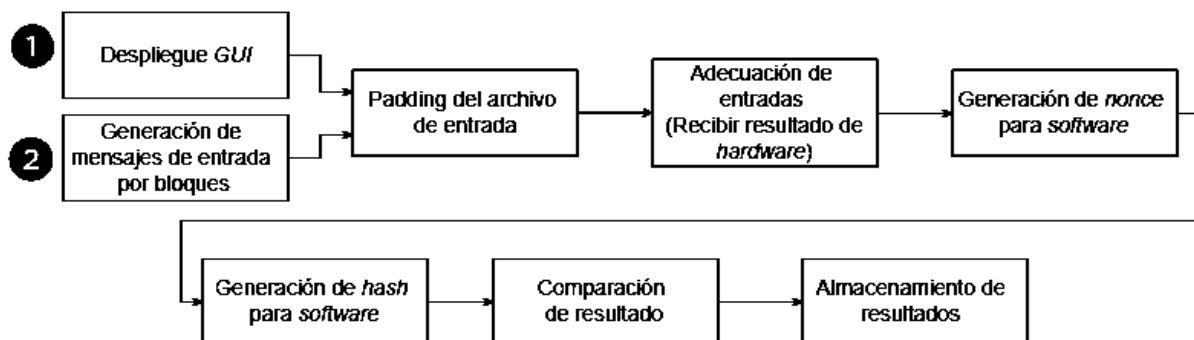 1
Despliegue GUI
2
Generación de
mensajes de entrada
por bloques
Padding del archivo
de entrada
Adecuación de
entradas
(Recibir resultado de
hardware)
Generación de nonce
para software
Generación de hash
para software
Comparación
de resultado
Almacenamiento de
resultados